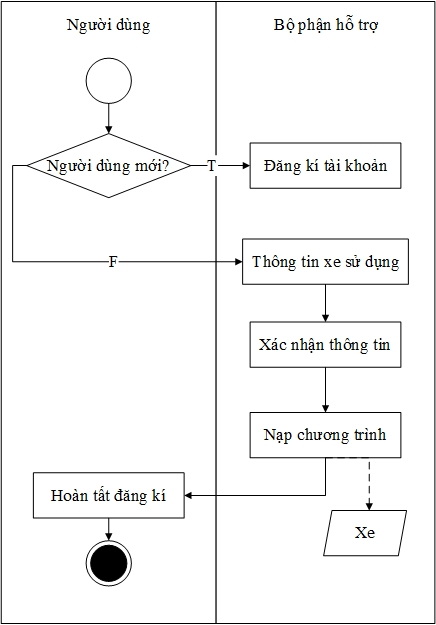 Người dùng
Bộ phận hỗ trợ
Người dùng mới?
T
Đăng kí tài khoản
F
Thông tin xe sử dụng
Xác nhận thông tin
Nạp chương trình
Hoàn tất đăng kí
Xe